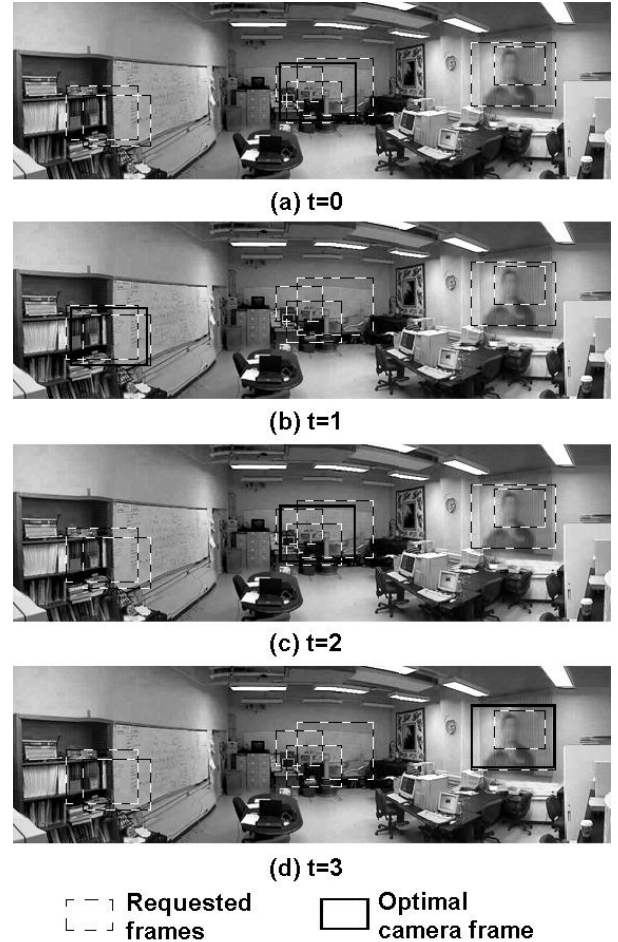 (a) t=0
(b) t=1
(c) t=2
(d) t=3
Requested frames
Optimal camera frame